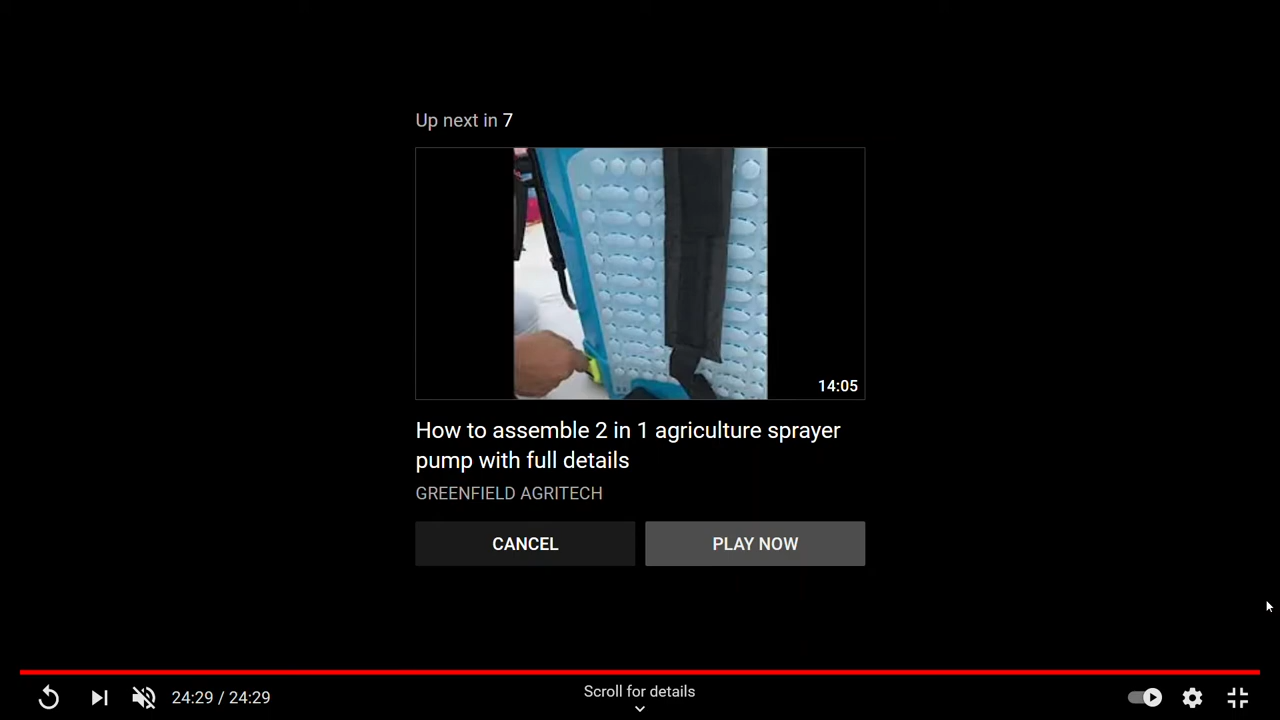 Up next in 7
14:05
How to assemble 2 in 1 agriculture sprayer
pump with full details
GREENFIELD AGRITECH
CANCEL
PLAY NOW
24:29 / 24:29
Scroll for details